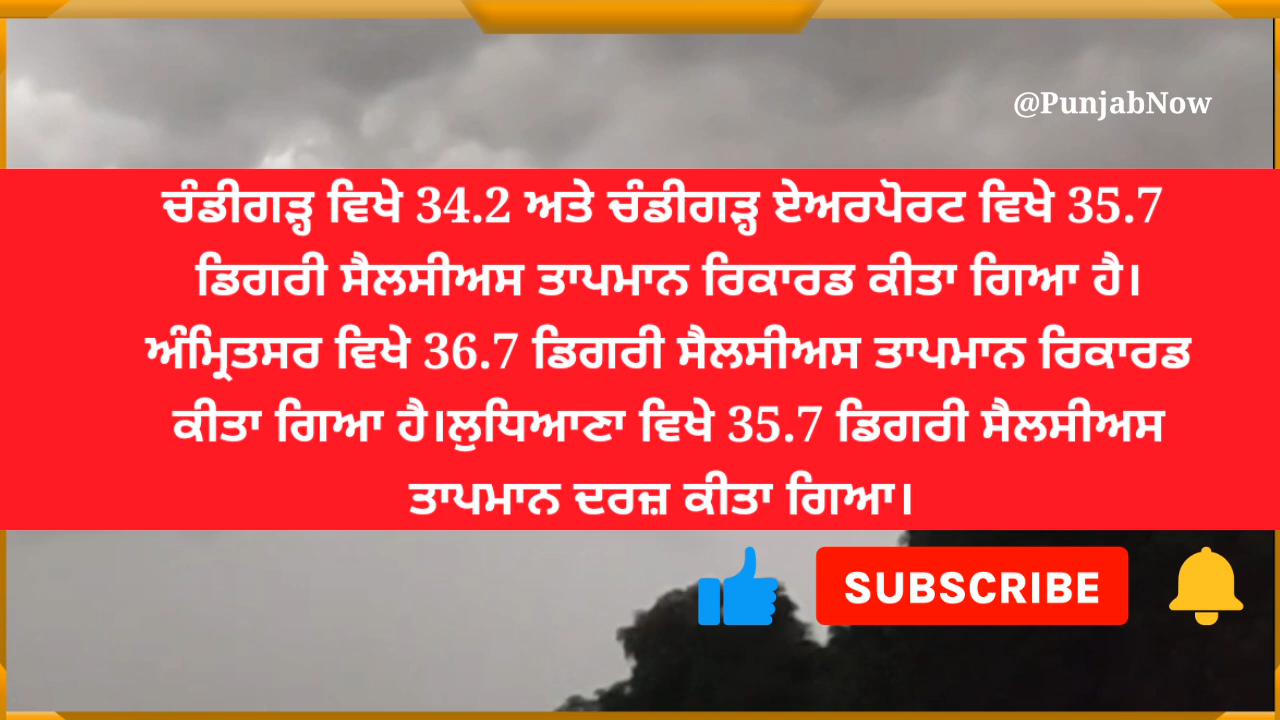 @PunjabNow
ਚੰਡੀਗੜ੍ਹ ਵਿਖੇ 34.2 ਅਤੇ ਚੰਡੀਗੜ੍ਹ ਏਅਰਪੋਰਟ ਵਿਖੇ 35.7
ਡਿਗਰੀ ਸੈਲਸੀਅਸ ਤਾਪਮਾਨ ਰਿਕਾਰਡ ਕੀਤਾ ਗਿਆ ਹੈ।
ਅੰਮ੍ਰਿਤਸਰ ਵਿਖੇ 36.7 ਡਿਗਰੀ ਸੈਲਸੀਅਸ ਤਾਪਮਾਨ ਰਿਕਾਰਡ
ਕੀਤਾ ਗਿਆ ਹੈ।ਲੁਧਿਆਣਾ ਵਿਖੇ 35.7 ਡਿਗਰੀ ਸੈਲਸੀਅਸ
ਤਾਪਮਾਨ ਦਰਜ਼ ਕੀਤਾ ਗਿਆ।
SUBSCRIBE